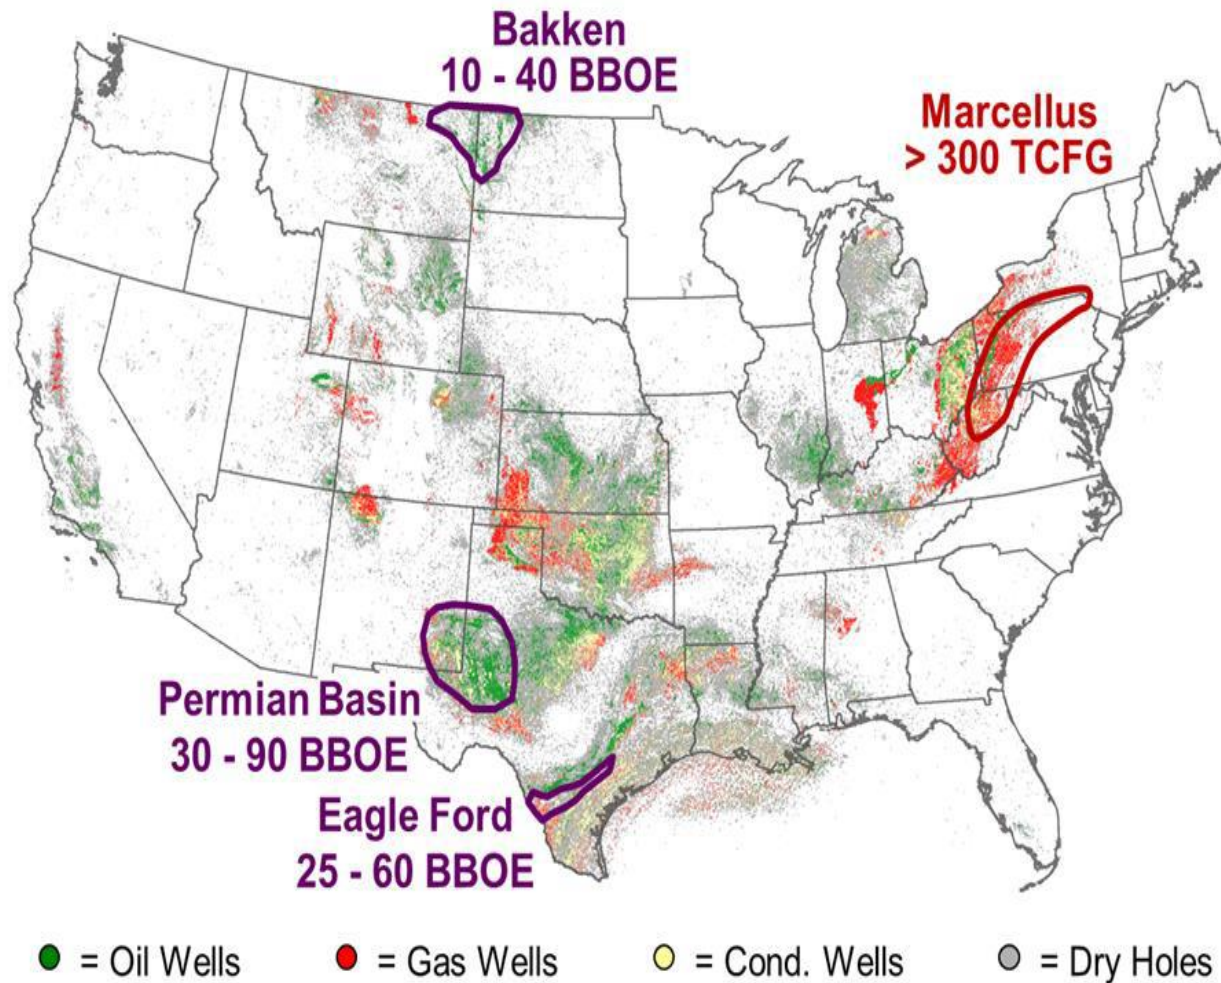 Bakken
10 - 40 BBOE
Marcellus
> 300 TCFG
Permian Basin
30 - 90 BBOE
Eagle Ford
25 - 60 BBOE
= Oil Wells
= Gas Wells
= Cond. Wells
= Dry Holes